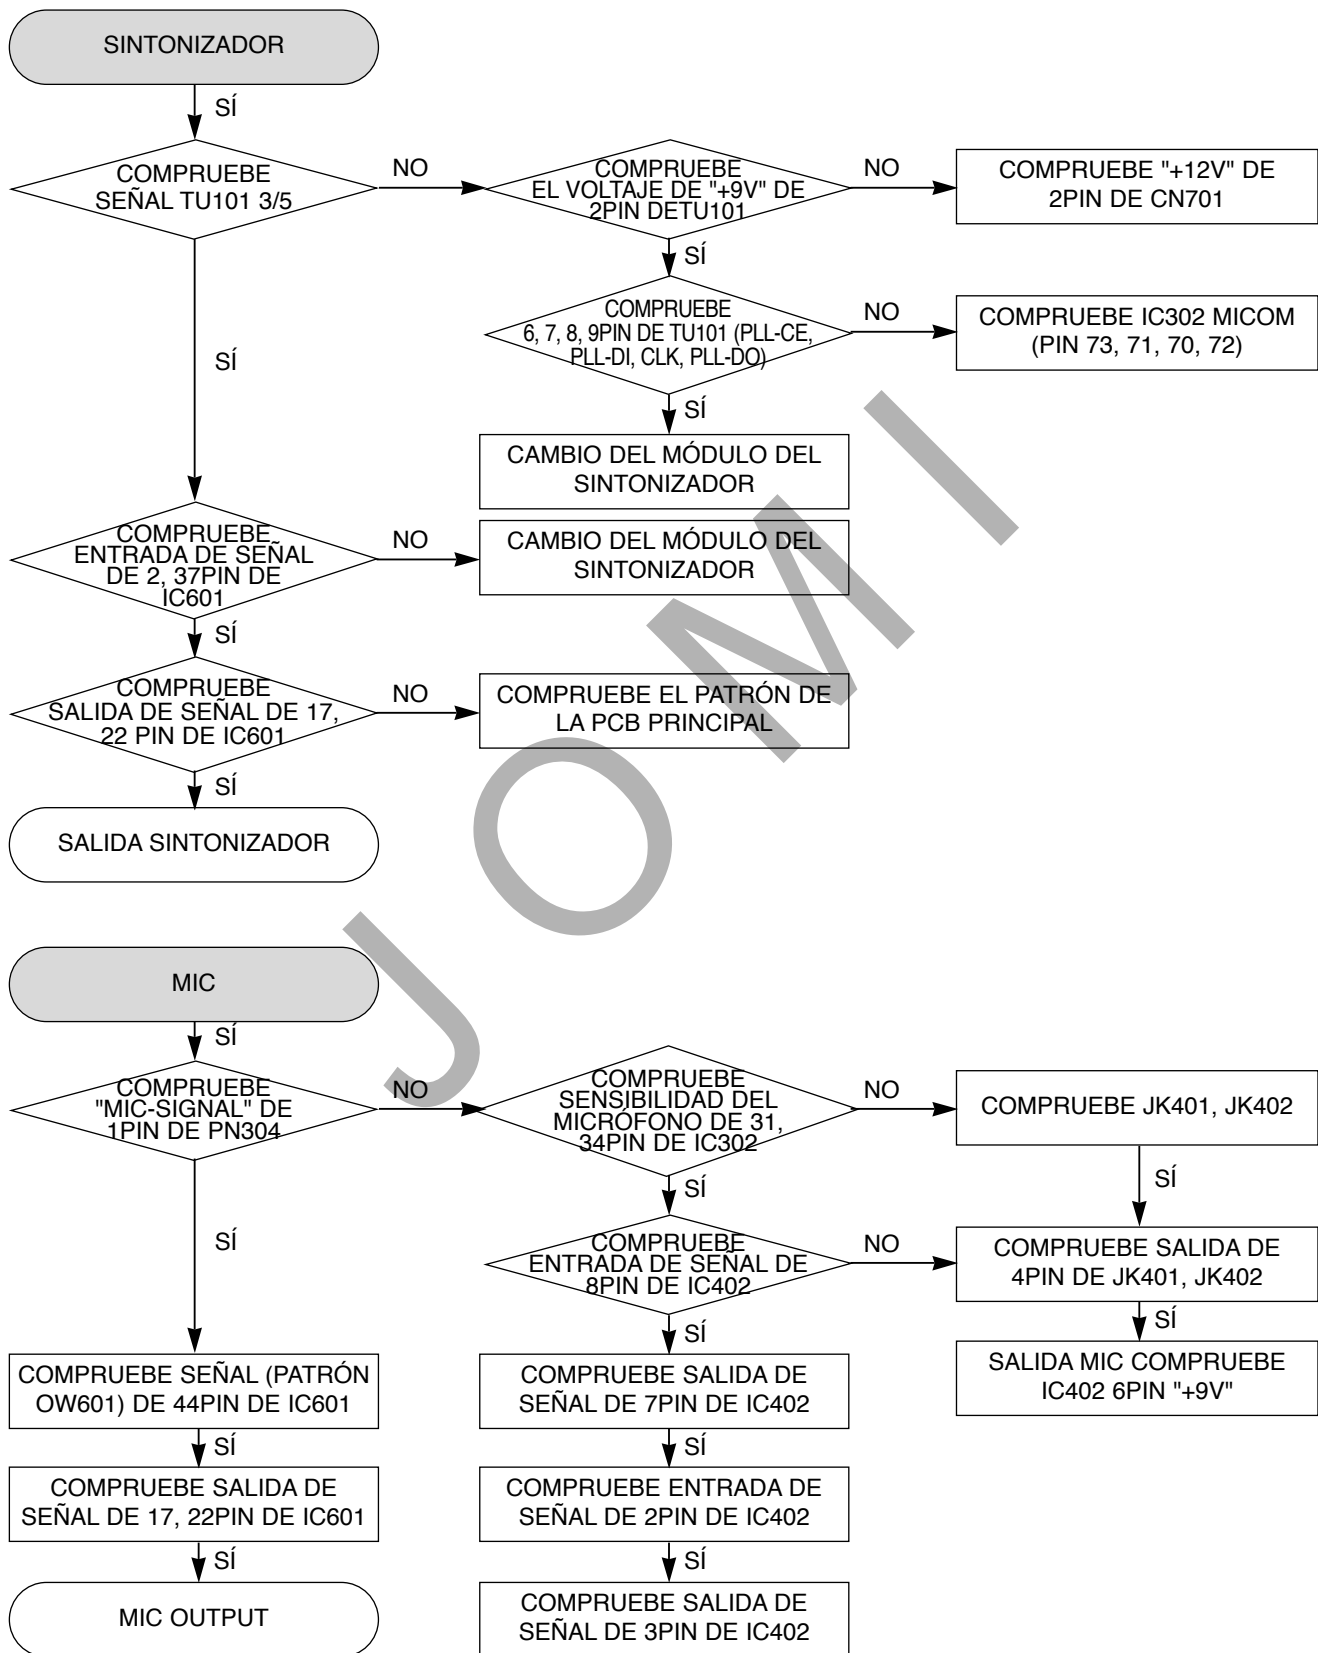 SINTONIZADOR
SÍ
COMPRUEBE
SEÑAL TU101 3/5
NO
COMPRUEBE
EL VOLTAJE DE "+9V" DE
2PIN DETU101
NO
COMPRUEBE "+12V" DE
2PIN DE CN701
SÍ
SÍ
COMPRUEBE
6, 7, 8, 9PIN DE TU101 (PLL-CE,
PLL-DI, CLK, PLL-DO)
NO
COMPRUEBE IC302 MICOM
(PIN 73, 71, 70, 72)
SÍ
CAMBIO DEL MÓDULO DEL
SINTONIZADOR
COMPRUEBE
ENTRADA DE SEÑAL
DE 2, 37PIN DE
IC601
NO
CAMBIO DEL MÓDULO DEL
SINTONIZADOR
SÍ
COMPRUEBE
SALIDA DE SEÑAL DE 17,
22 PIN DE IC601
NO
COMPRUEBE EL PATRÓN DE
LA PCB PRINCIPAL
SÍ
SALIDA SINTONIZADOR
MIC
SÍ
COMPRUEBE
"MIC-SIGNAL" DE
1PIN DE PN304
NO
COMPRUEBE
SENSIBILIDAD DEL
MICRÓFONO DE 31,
34PIN DE IC302
NO
COMPRUEBE JK401, JK402
SÍ
SÍ
SÍ
COMPRUEBE
ENTRADA DE SEÑAL DE
8PIN DE IC402
NO
COMPRUEBE SALIDA DE
4PIN DE JK401, JK402
SÍ
SÍ
COMPRUEBE SEÑAL (PATRÓN
OW601) DE 44PIN DE IC601
COMPRUEBE SALIDA DE
SEÑAL DE 7PIN DE IC402
SALIDA MIC COMPRUEBE
IC402 6PIN "+9V"
SÍ
SÍ
COMPRUEBE SALIDA DE
SEÑAL DE 17, 22PIN DE IC601
COMPRUEBE ENTRADA DE
SEÑAL DE 2PIN DE IC402
SÍ
SÍ
MIC OUTPUT
COMPRUEBE SALIDA DE
SEÑAL DE 3PIN DE IC402
JOMI